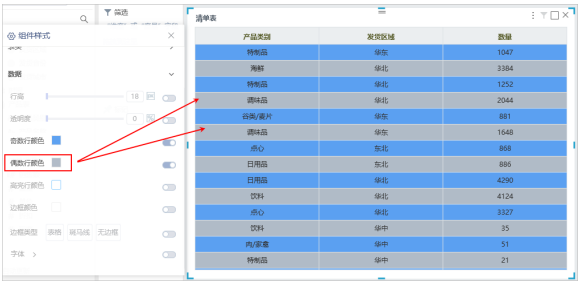 筛选
组件样式
数据
行高 18
透明度 0
奇数行颜色
偶数行颜色
高亮行颜色
边框颜色
边框类型 表格 斑马线 无边框
字体
清单表
产品类别 发货区域 数量
特制品 华东 1047
海鲜 华北 3384
特制品 华北 1252
调味品 华北 2044
谷类/麦片 华东 881
调味品 华东 1648
点心 东北 868
日用品 东北 886
日用品 华北 4290
饮料 华北 4124
点心 华北 3327
饮料 华中 35
肉/家禽 华中 51
特制品 华中 21